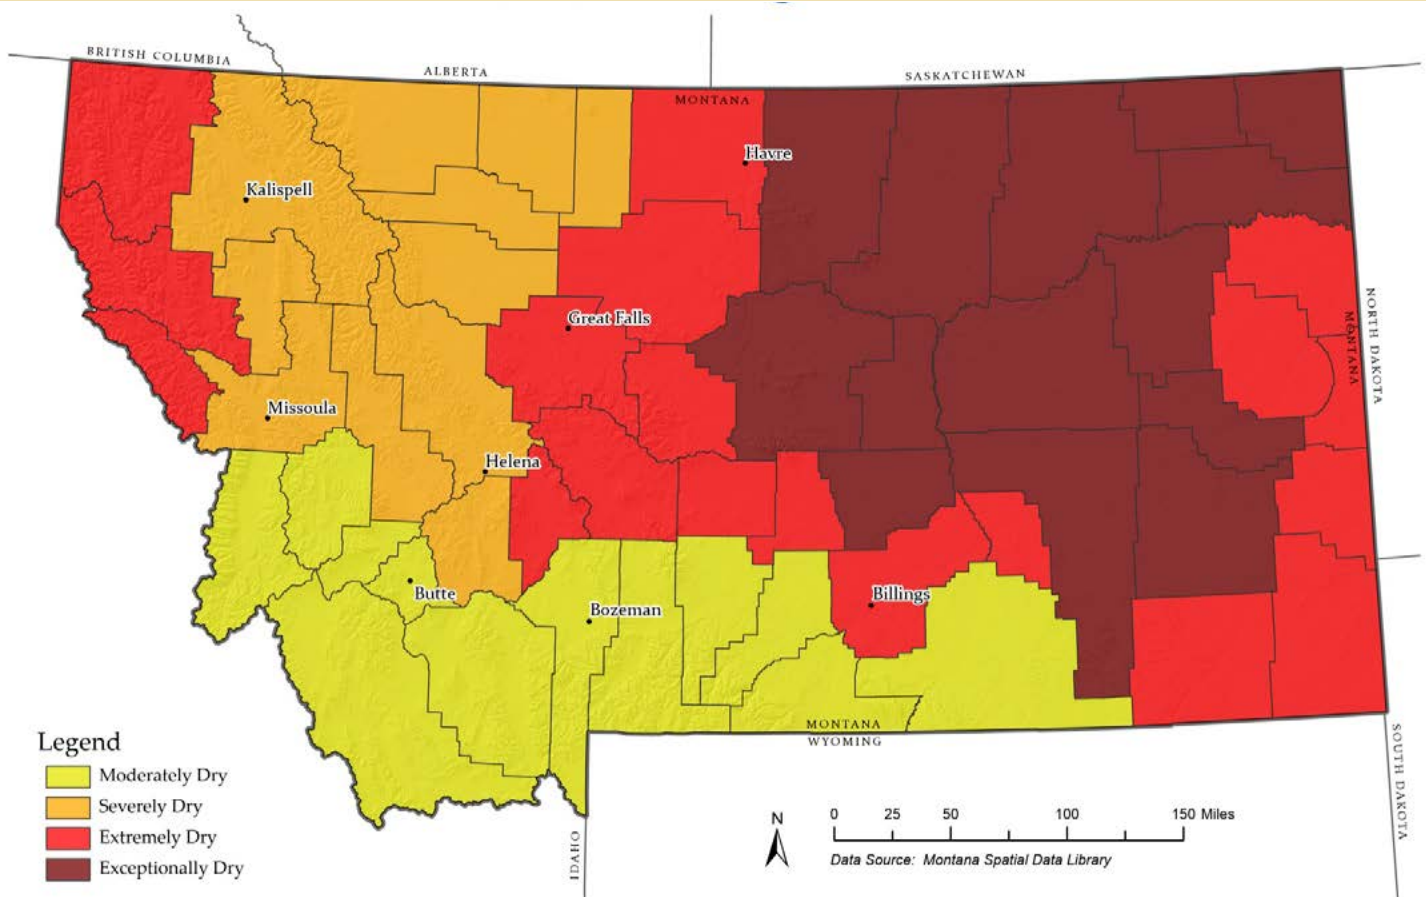 BRITISH COLUMBIA
ALBERTA
SASKATCHEWAN
MONTANA
Havre
Kalispell
Great Falls
NORTH DAKOTA
MONTANA
Missoula
Helena
Butte
Billings
Bozeman
MONTANA
WYOMING
SOUTH DAKOTA
IDAHO
Legend
Moderately Dry
Severely Dry
Extremely Dry
Exceptionally Dry
N
0 25 50 100 150 Miles
Data Source: Montana Spatial Data Library